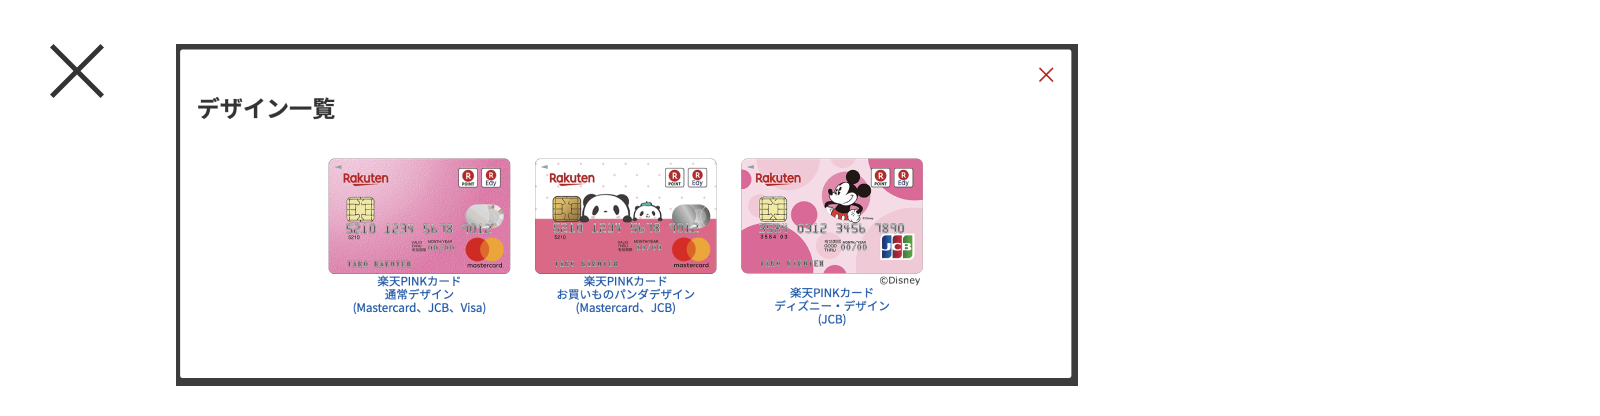 デザイン一覧
Rakuten
R POINT
R Edy
5210 1234 5678 9012
5210
VALID THRU
MONTH/YEAR
00/00
TARO RAKUTEN
mastercard
Rakuten
R POINT
R Edy
5210 1234 5678 9012
5210
MONTH/YEAR
00/00
TARO RAKUTEN
mastercard
Rakuten
R POINT
R Edy
3584 0312 3456 7890
3584 03
GOOD THRU
MONTH/YEAR
00/00
TARO RAKUTEN
JCB
©Disney
楽天PINKカード
通常デザイン
(Mastercard、JCB、Visa)
楽天PINKカード
お買いものパンダデザイン
(Mastercard、JCB)
楽天PINKカード
ディズニー・デザイン
(JCB)